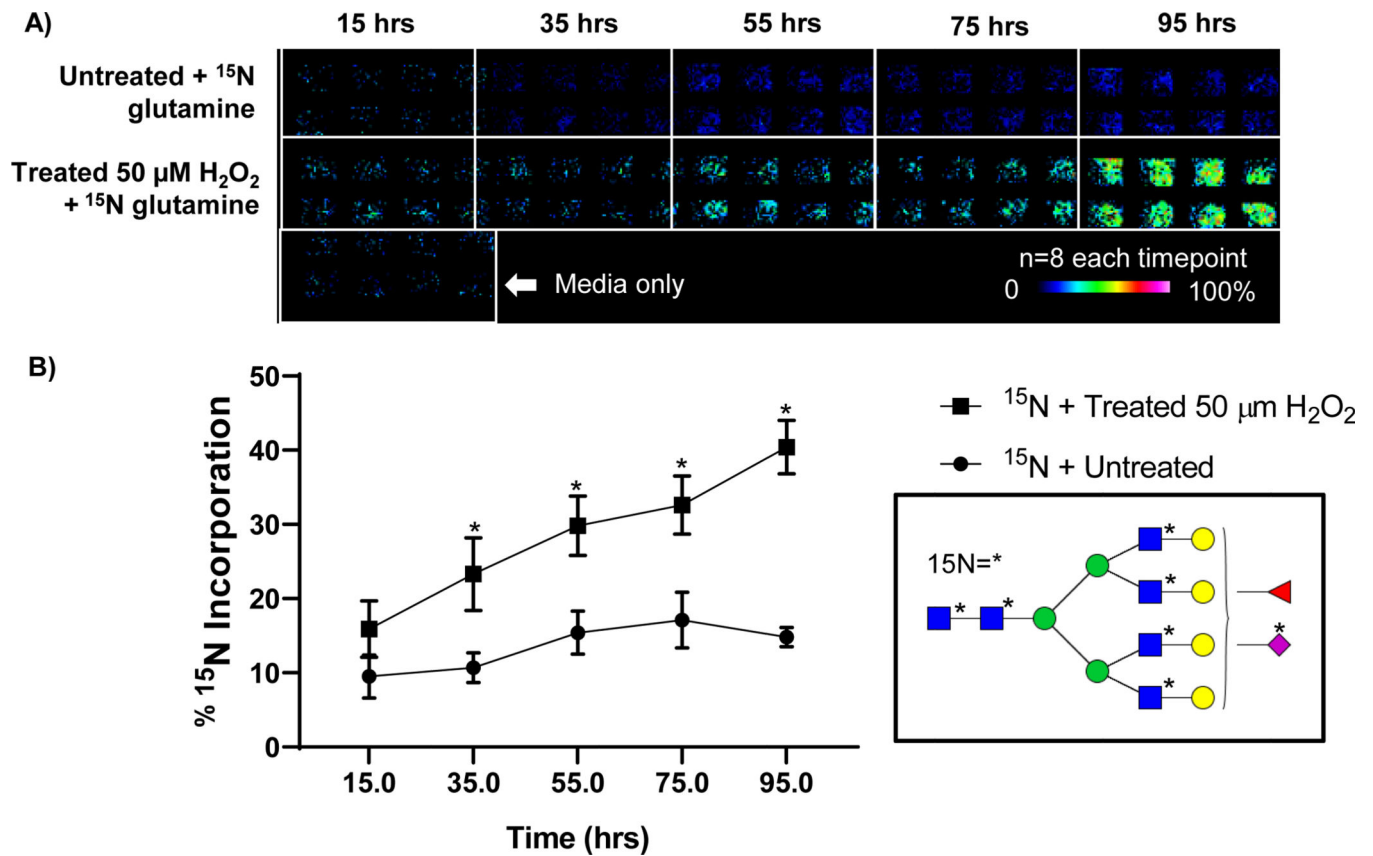 A)
15 hrs 35 hrs 55 hrs 75 hrs 95 hrs
Untreated + ¹⁵N
glutamine
Treated 50 µM H₂O₂
+ ¹⁵N glutamine
Media only
n=8 each timepoint
0 100%
B)
% ¹⁵N Incorporation
50
40
30
20
10
0
* * * *
15.0 35.0 55.0 75.0 95.0
Time (hrs)
¹⁵N + Treated 50 µm H₂O₂
¹⁵N + Untreated
15N=*
* * * * * * *